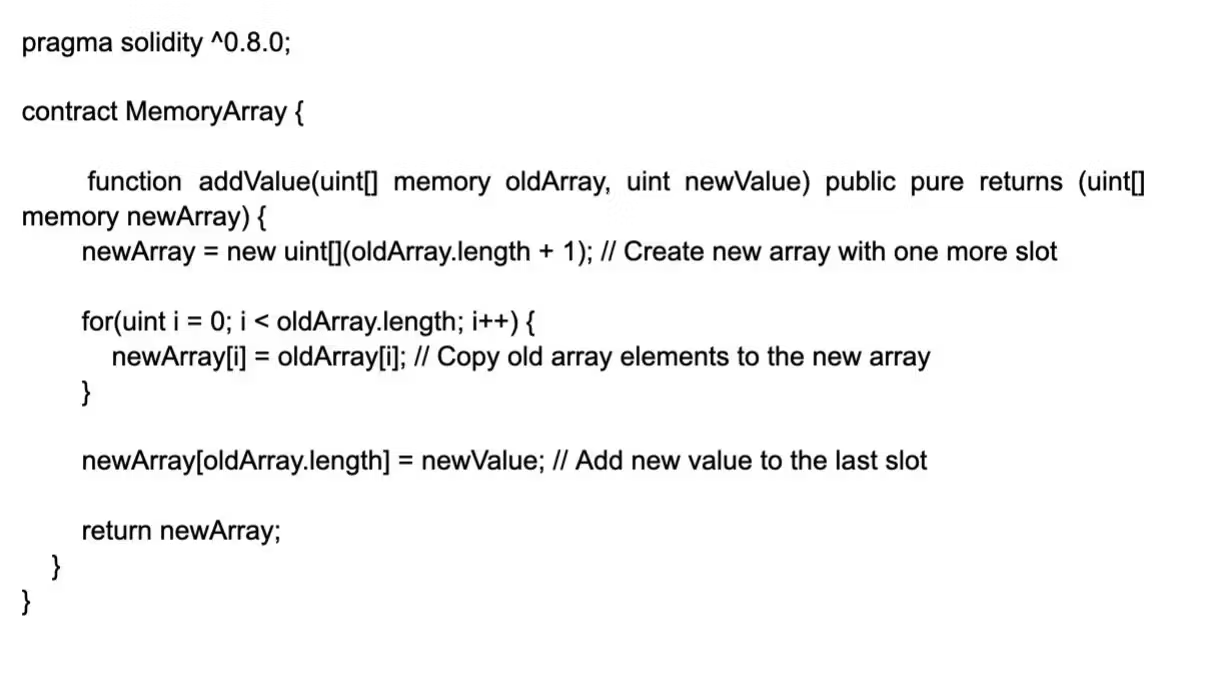 pragma solidity ^0.8.0;
contract MemoryArray {
function addValue(uint[] memory oldArray, uint newValue) public pure returns (uint[]
memory newArray) {
newArray = new uint[](oldArray.length + 1); // Create new array with one more slot
for(uint i = 0; i < oldArray.length; i++) {
newArray[i] = oldArray[i]; // Copy old array elements to the new array
}
newArray[oldArray.length] = newValue; // Add new value to the last slot
return newArray;
}
}